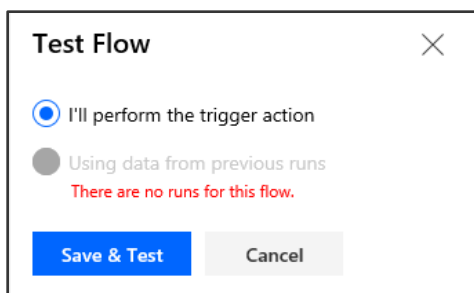 Test Flow
I'll perform the trigger action
Using data from previous runs
There are no runs for this flow.
Save & Test
Cancel